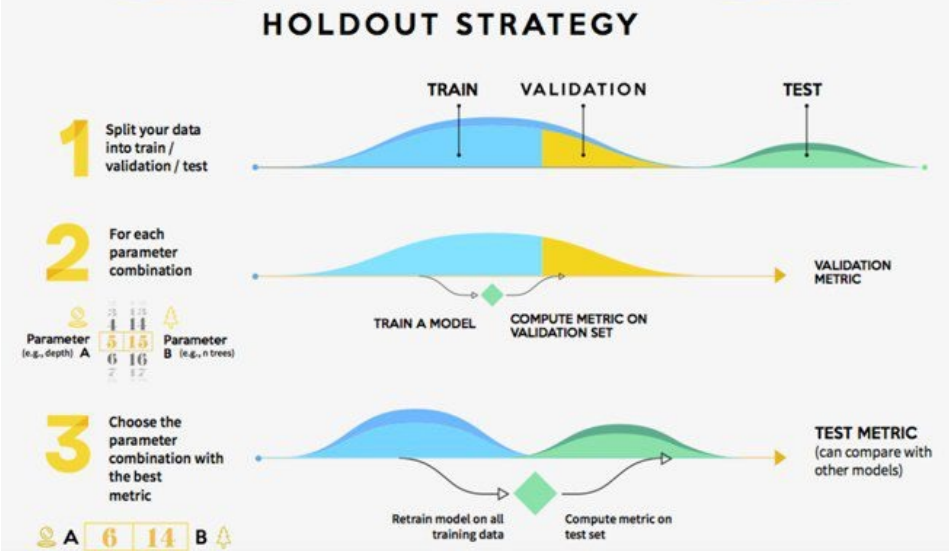 HOLDOUT STRATEGY
TRAIN
VALIDATION
TEST
1
Split your data
into train /
validation / test
2
For each
parameter
combination
VALIDATION
METRIC
TRAIN A MODEL
COMPUTE METRIC ON
VALIDATION SET
3 13
4 14
Parameter
(e.g., depth) A
5 15
Parameter
B (e.g., n trees)
6 16
7 17
3
Choose the
parameter
combination with
the best
metric
TEST METRIC
(can compare with
other models)
Retrain model on all
training data
Compute metric on
test set
A 6 14 B